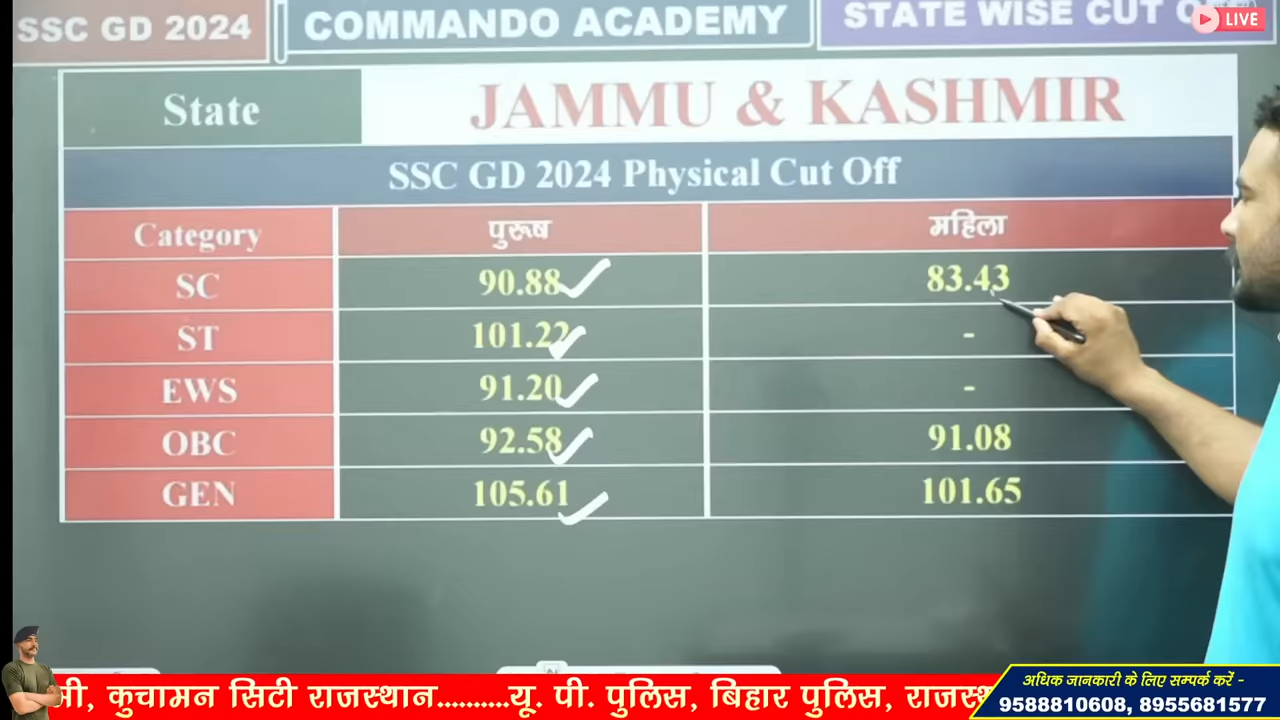 SSC GD 2024 COMMANDO ACADEMY STATE WISE CUT
LIVE
State JAMMU & KASHMIR
SSC GD 2024 Physical Cut Off
Category पुरूष महिला
SC 90.88 83.43
ST 101.22 -
EWS 91.20 -
OBC 92.58 91.08
GEN 105.61 101.65
अधिक जानकारी के लिए सम्पर्क करें -
9588810608, 8955681577
कुचामन सिटी राजस्थान..........यू. पी. पुलिस, बिहार पुलिस,